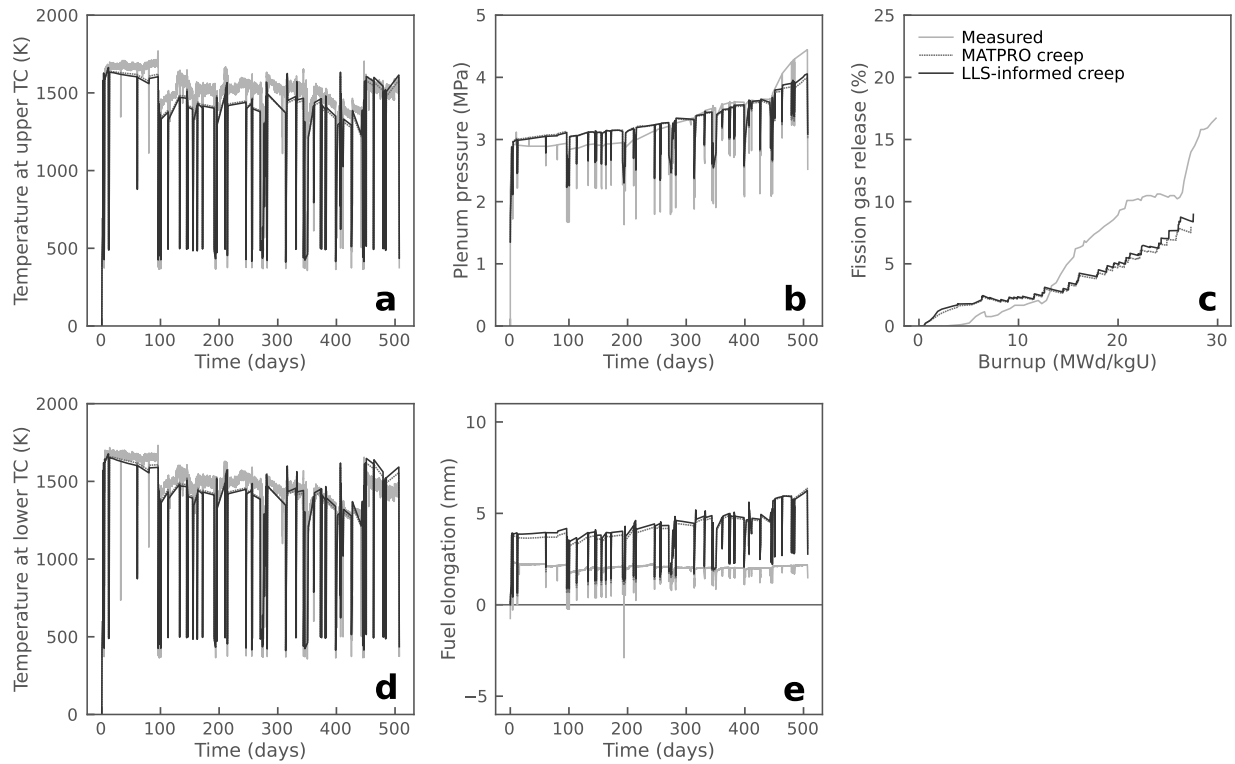 2000
1500
1000
500
0
Temperature at upper TC (K)
0 100 200 300 400 500
Time (days)
a
5
4
3
2
1
0
Plenum pressure (MPa)
0 100 200 300 400 500
Time (days)
b
25
20
15
10
5
0
Fission gas release (%)
Measured
MATPRO creep
LLS-informed creep
0 10 20 30
Burnup (MWd/kgU)
c
2000
1500
1000
500
0
Temperature at lower TC (K)
0 100 200 300 400 500
Time (days)
d
10
5
0
−5
Fuel elongation (mm)
0 100 200 300 400 500
Time (days)
e